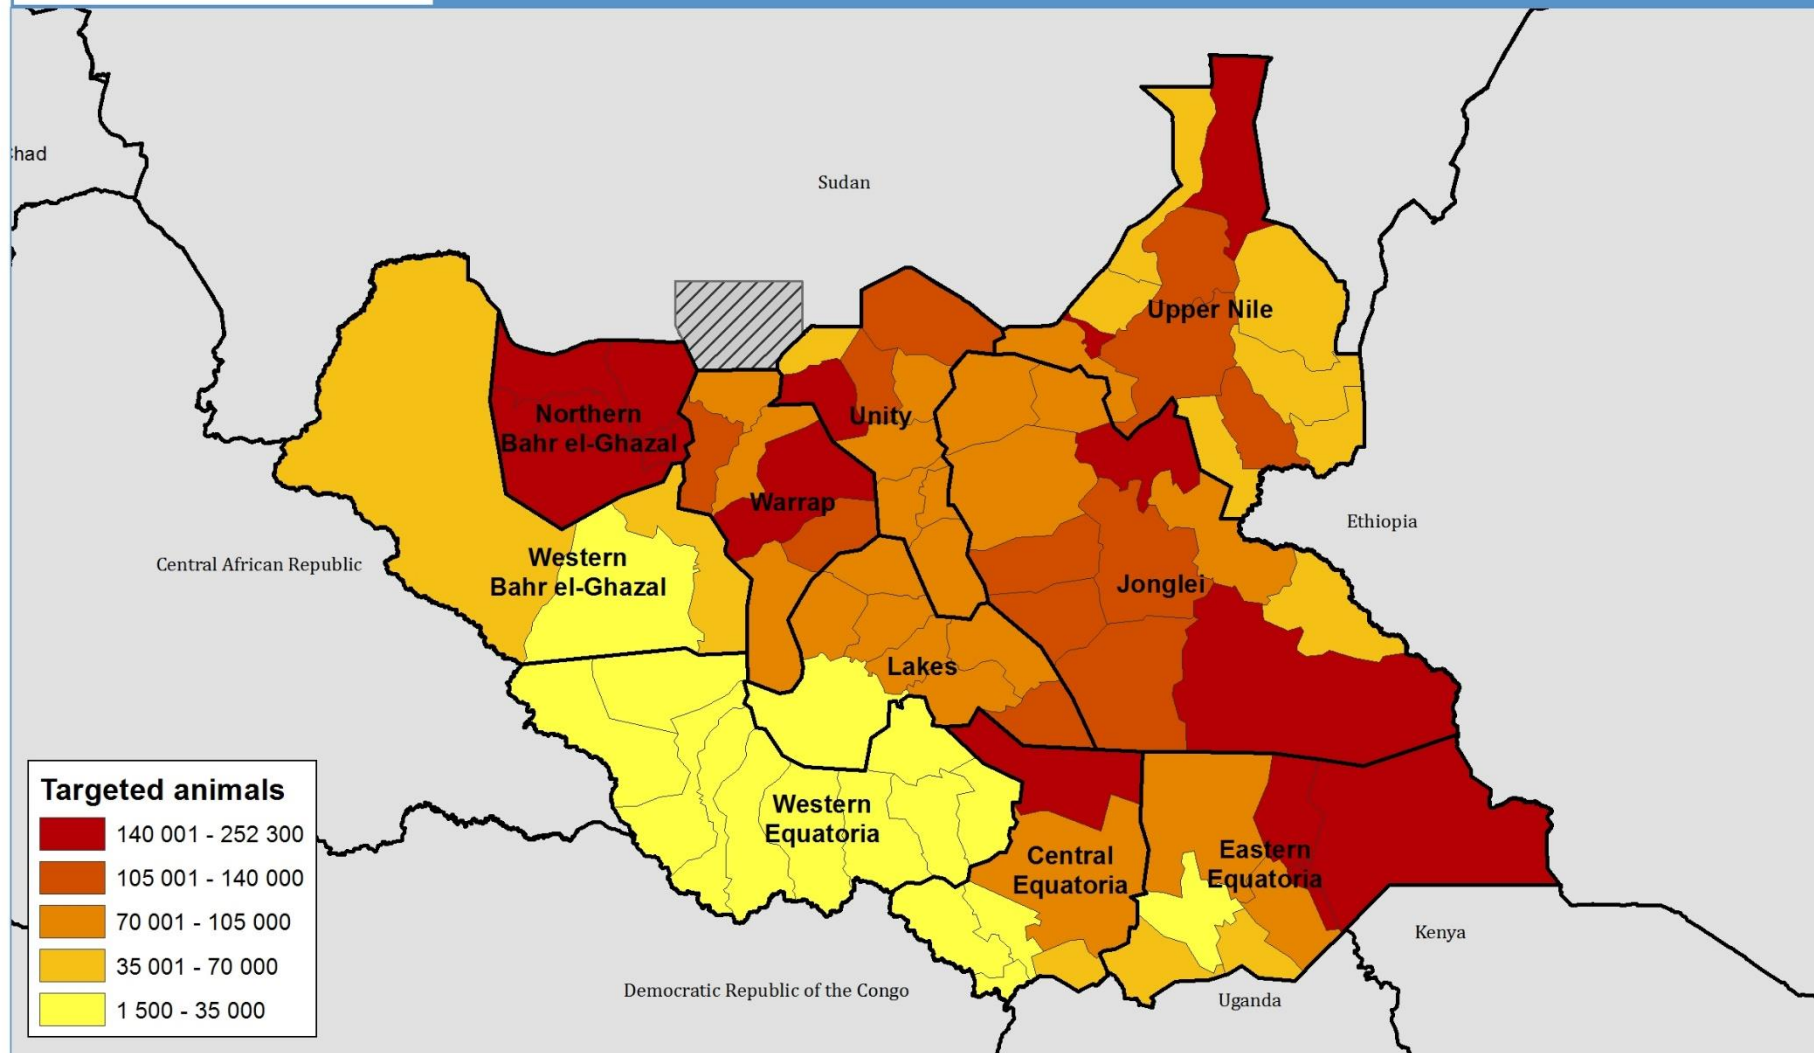 Sudan
Upper Nile
Northern
Bahr el-Ghazal
Unity
Warrap
Ethiopia
Central African Republic
Western
Bahr el-Ghazal
Jonglei
Lakes
Targeted animals
140 001 - 252 300
105 001 - 140 000
70 001 - 105 000
35 001 - 70 000
1 500 - 35 000
Western
Equatoria
Central
Equatoria
Eastern
Equatoria
Kenya
Democratic Republic of the Congo
Uganda